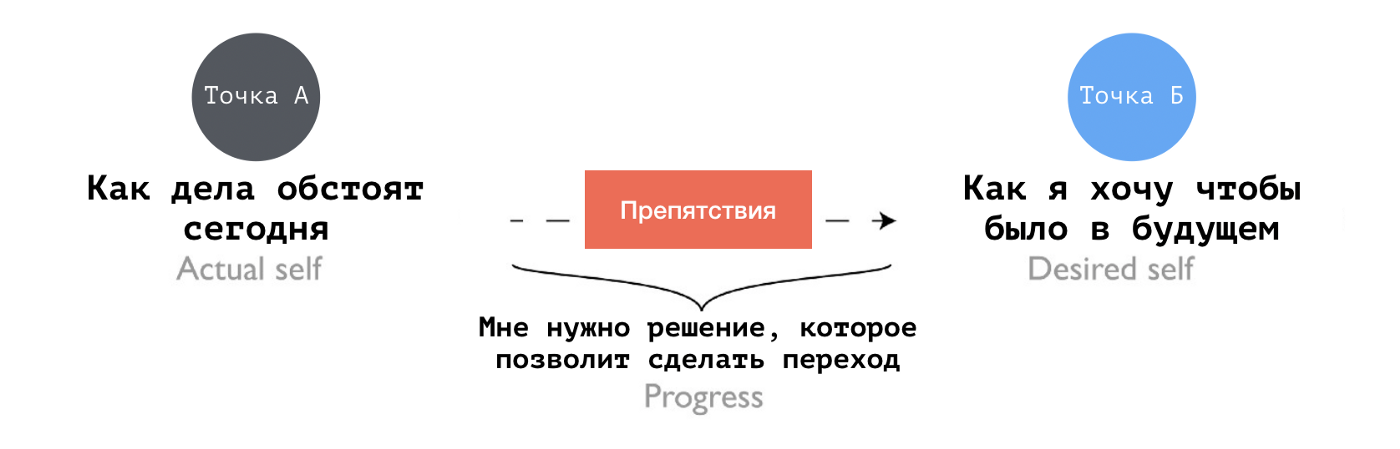 Точка А
Как дела обстоят
сегодня
Actual self
Препятствия
Мне нужно решение, которое
позволит сделать переход
Progress
Точка Б
Как я хочу чтобы
было в будущем
Desired self